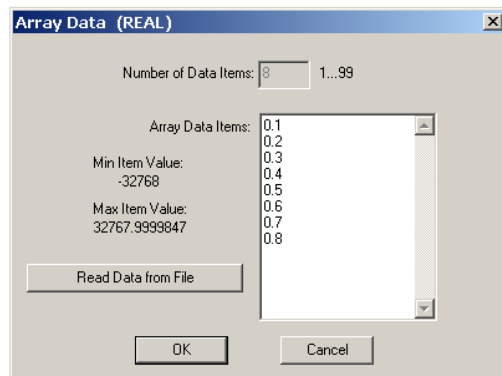 Array Data (REAL)
Number of Data Items: 8 1...99
Array Data Items:
0.1
0.2
0.3
0.4
0.5
0.6
0.7
0.8
Min Item Value:
-32768
Max Item Value:
32767.9999847
Read Data from File
OK Cancel